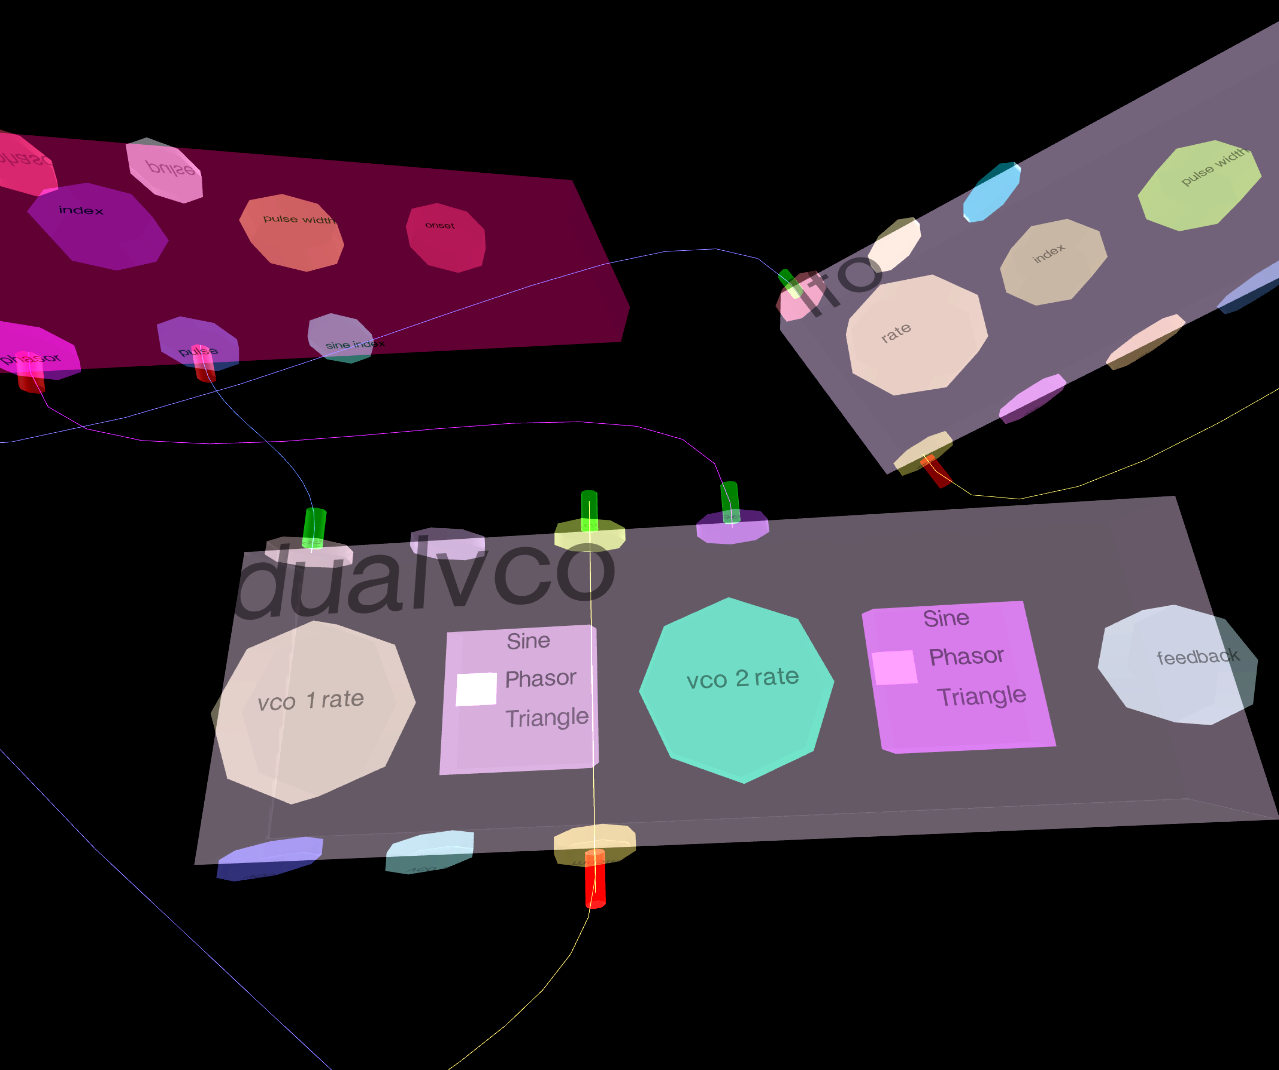 pulse
index
pulse width
onset
phasor
pulse
sine index
lfo
rate
index
pulse width
dualvco
vco 1 rate
Sine
Phasor
Triangle
vco 2 rate
Sine
Phasor
Triangle
feedback